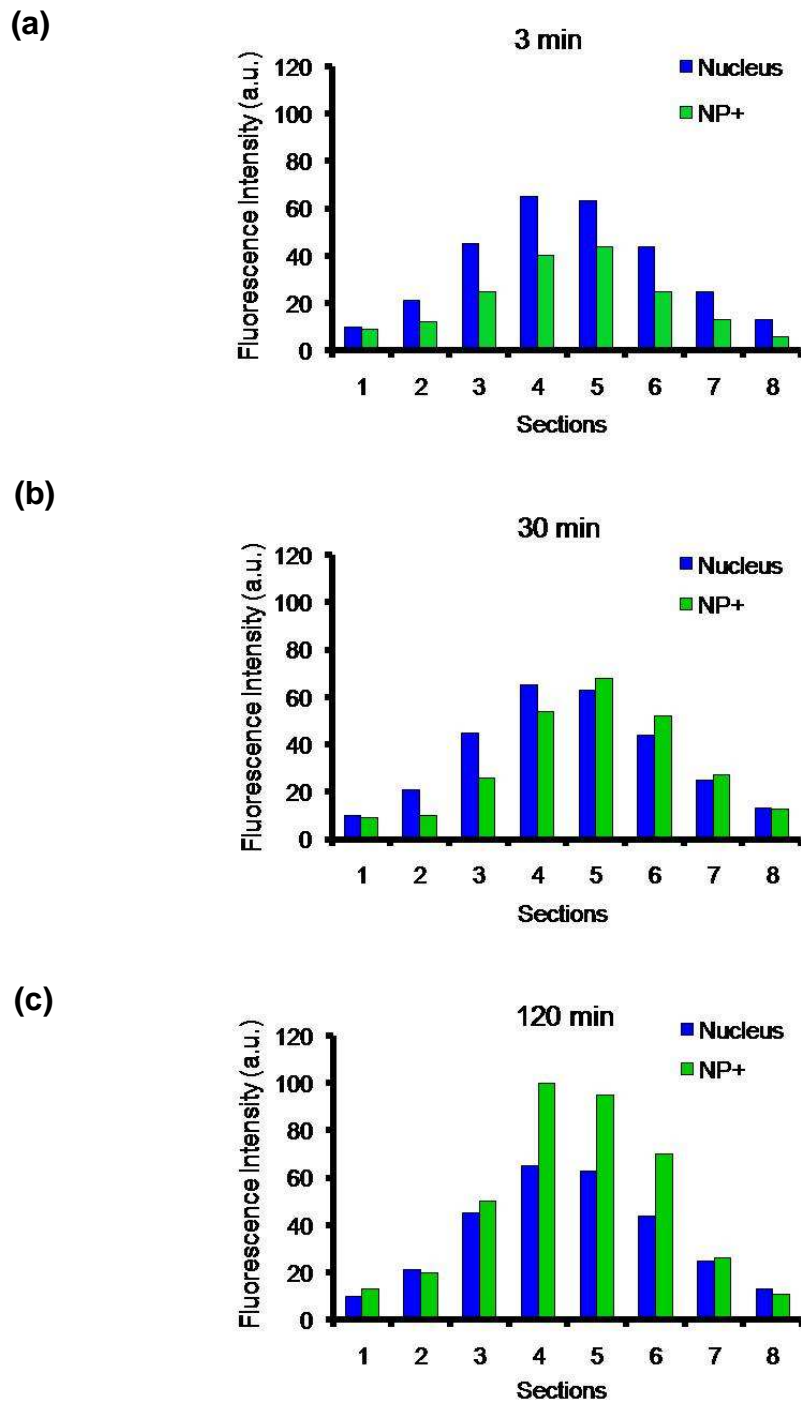 (a)
3 min
Fluorescence Intensity (a.u.)
120
100
80
60
40
20
0
Nucleus
NP+
1 2 3 4 5 6 7 8
Sections
(b)
30 min
Fluorescence Intensity (a.u.)
120
100
80
60
40
20
0
Nucleus
NP+
1 2 3 4 5 6 7 8
Sections
(c)
120 min
Fluorescence Intensity (a.u.)
120
100
80
60
40
20
0
Nucleus
NP+
1 2 3 4 5 6 7 8
Sections